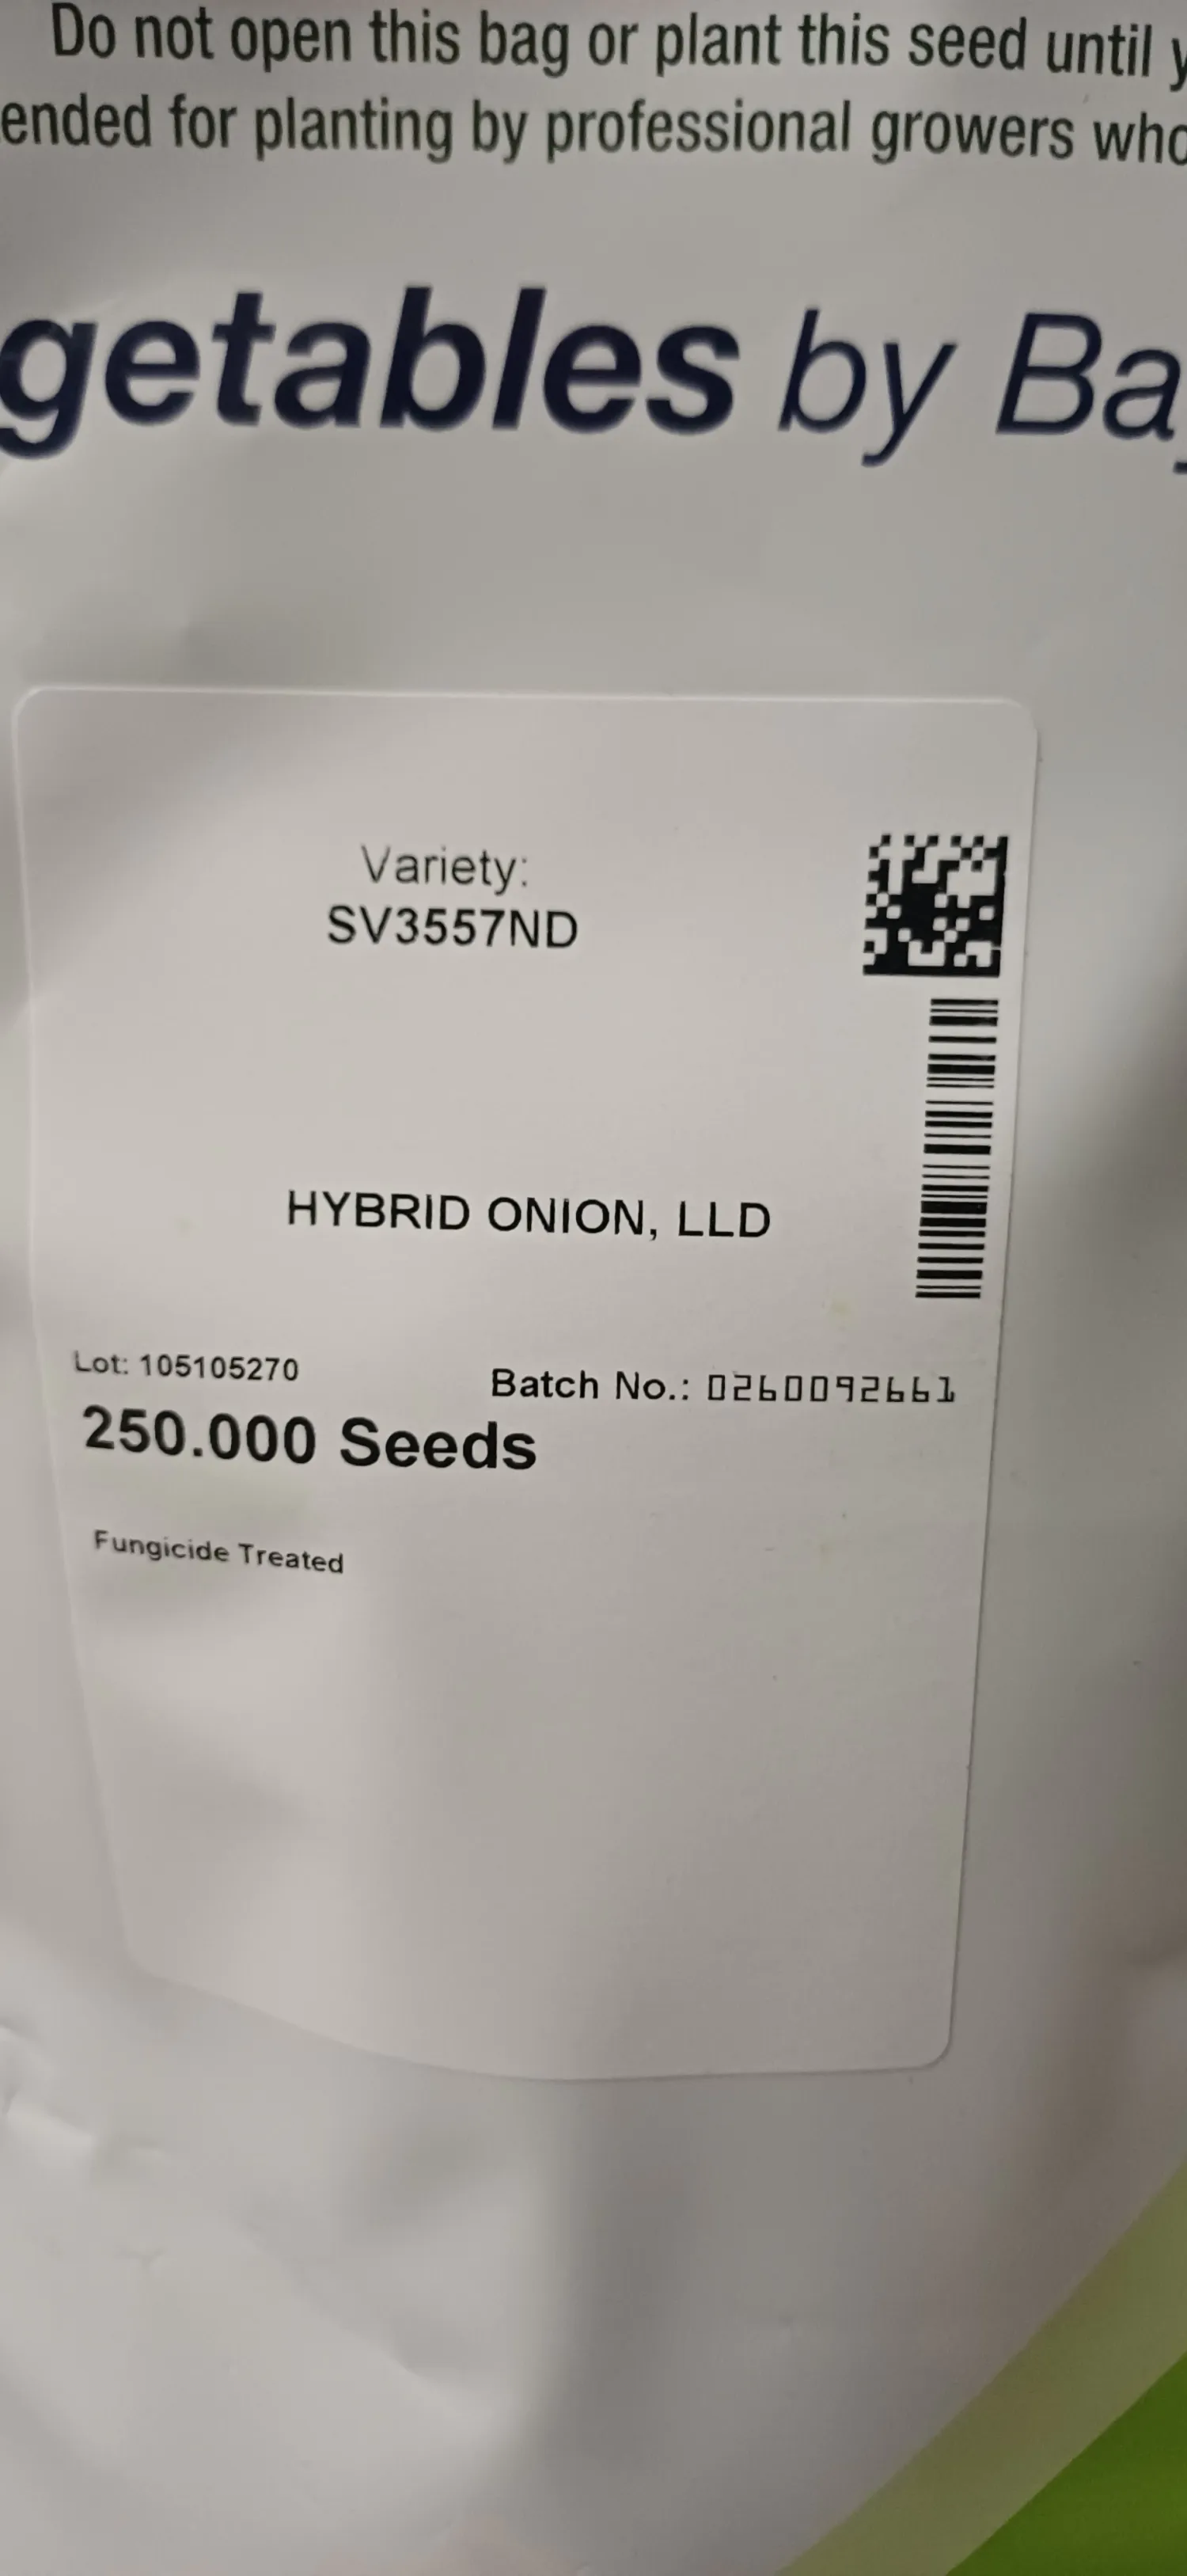 Do not open this bag or plant this seed until
ended for planting by professional growers who
getables by Ba
Variety:
SV3557ND
HYBRID ONION, LLD
Lot: 105105270
Batch No.: 0260092661
250.000 Seeds
Fungicide Treated